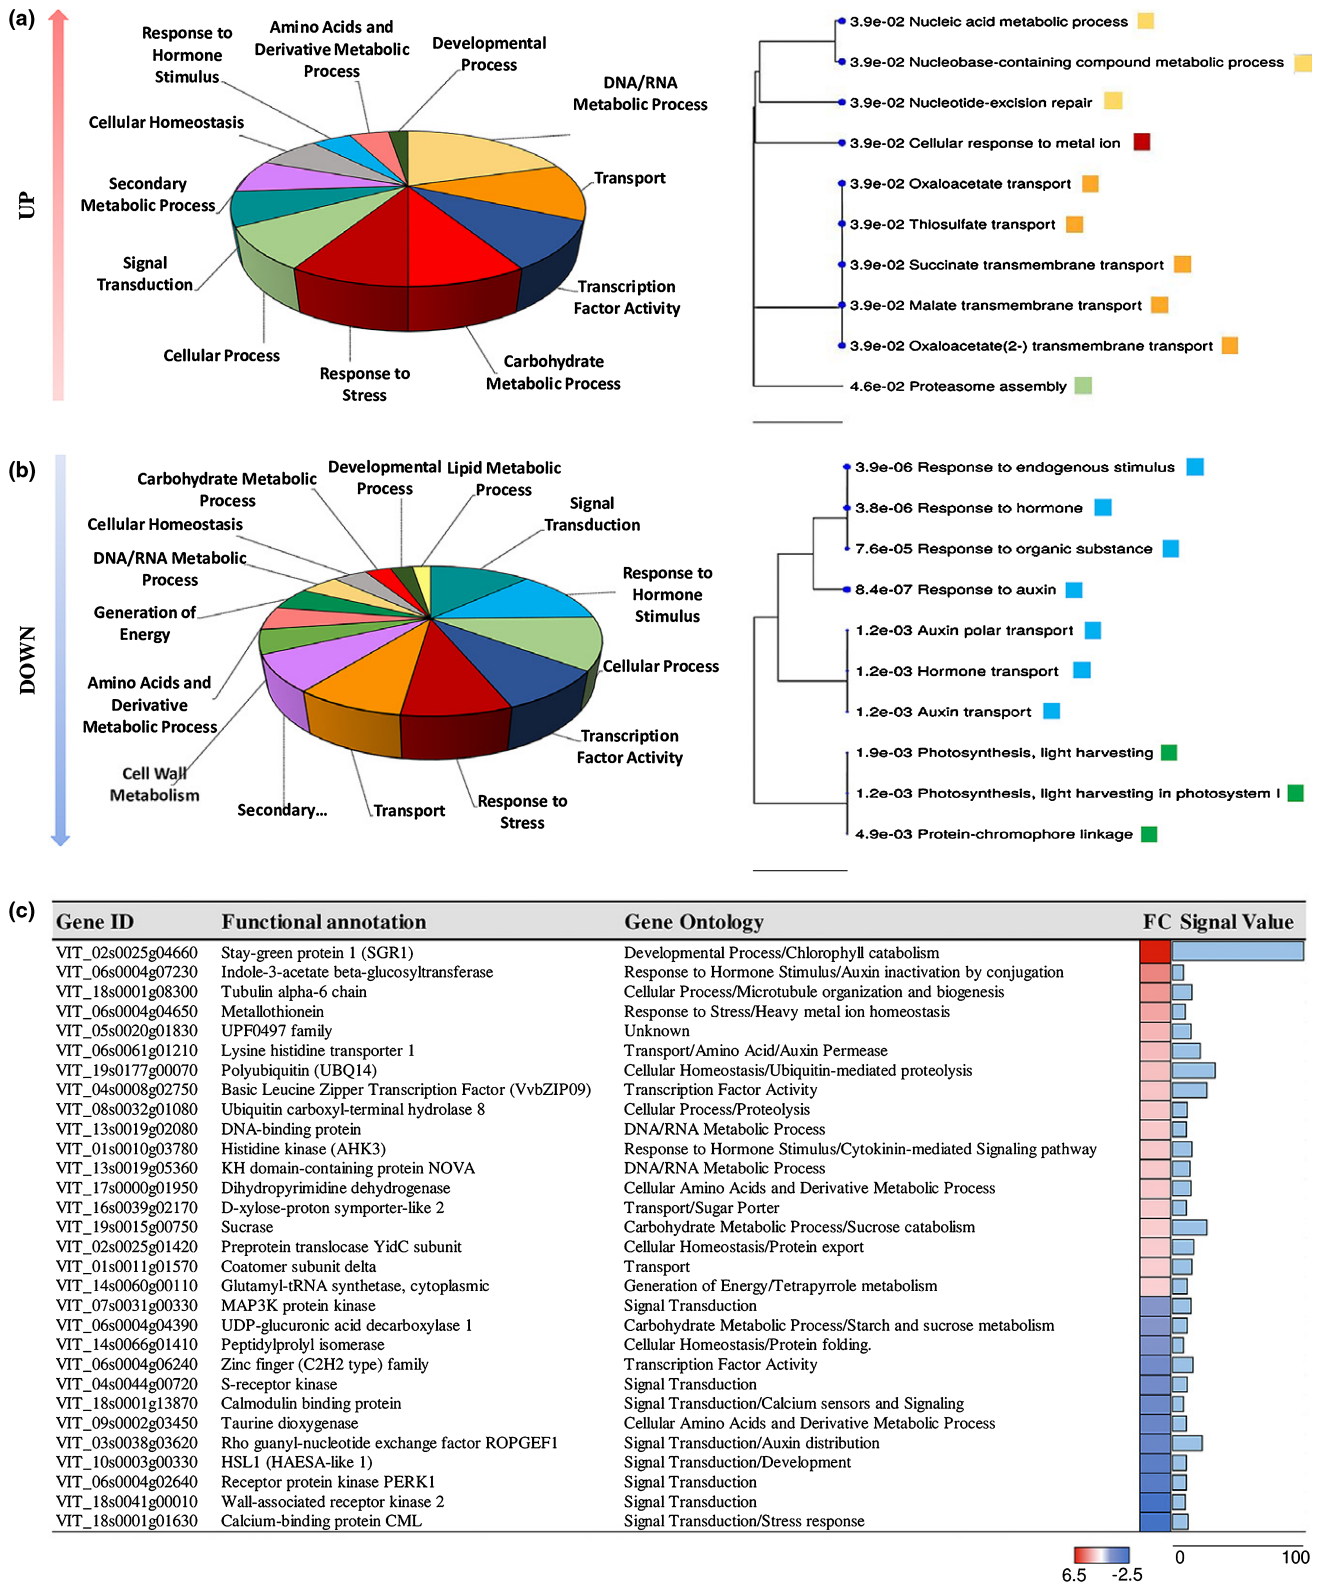 (a)
UP
Response to
Hormone
Stimulus
Amino Acids and
Derivative Metabolic
Process
Developmental
Process
DNA/RNA
Metabolic Process
Cellular Homeostasis
Secondary
Metabolic Process
Transport
Signal
Transduction
Transcription
Factor Activity
Cellular Process
Response to
Stress
Carbohydrate
Metabolic Process
3.9e-02 Nucleic acid metabolic process
3.9e-02 Nucleobase-containing compound metabolic process
3.9e-02 Nucleotide-excision repair
3.9e-02 Cellular response to metal ion
3.9e-02 Oxaloacetate transport
3.9e-02 Thiosulfate transport
3.9e-02 Succinate transmembrane transport
3.9e-02 Malate transmembrane transport
3.9e-02 Oxaloacetate(2-) transmembrane transport
4.6e-02 Proteasome assembly
(b)
DOWN
Carbohydrate Metabolic
Process
Developmental
Process
Lipid Metabolic
Process
Signal
Transduction
Cellular Homeostasis
DNA/RNA Metabolic
Process
Response to
Hormone
Stimulus
Generation of
Energy
Cellular Process
Amino Acids and
Derivative
Metabolic Process
Transcription
Factor Activity
Cell Wall
Metabolism
Secondary...
Transport
Response to
Stress
3.9e-06 Response to endogenous stimulus
3.8e-06 Response to hormone
7.6e-05 Response to organic substance
8.4e-07 Response to auxin
1.2e-03 Auxin polar transport
1.2e-03 Hormone transport
1.2e-03 Auxin transport
1.9e-03 Photosynthesis, light harvesting
1.2e-03 Photosynthesis, light harvesting in photosystem I
4.9e-03 Protein-chromophore linkage
(c)
Gene ID Functional annotation Gene Ontology FC Signal Value
VIT_02s0025g04660 Stay-green protein 1 (SGR1) Developmental Process/Chlorophyll catabolism
VIT_06s0004g07230 Indole-3-acetate beta-glucosyltransferase Response to Hormone Stimulus/Auxin inactivation by conjugation
VIT_18s0001g08300 Tubulin alpha-6 chain Cellular Process/Microtubule organization and biogenesis
VIT_06s0004g04650 Metallothionein Response to Stress/Heavy metal ion homeostasis
VIT_05s0020g01830 UPF0497 family Unknown
VIT_06s0061g01210 Lysine histidine transporter 1 Transport/Amino Acid/Auxin Permease
VIT_19s0177g00070 Polyubiquitin (UBQ14) Cellular Homeostasis/Ubiquitin-mediated proteolysis
VIT_04s0008g02750 Basic Leucine Zipper Transcription Factor (VvbZIP09) Transcription Factor Activity
VIT_08s0032g01080 Ubiquitin carboxyl-terminal hydrolase 8 Cellular Process/Proteolysis
VIT_13s0019g02080 DNA-binding protein DNA/RNA Metabolic Process
VIT_01s0010g03780 Histidine kinase (AHK3) Response to Hormone Stimulus/Cytokinin-mediated Signaling pathway
VIT_13s0019g05360 KH domain-containing protein NOVA DNA/RNA Metabolic Process
VIT_17s0000g01950 Dihydropyrimidine dehydrogenase Cellular Amino Acids and Derivative Metabolic Process
VIT_16s0039g02170 D-xylose-proton symporter-like 2 Transport/Sugar Porter
VIT_19s0015g00750 Sucrase Carbohydrate Metabolic Process/Sucrose catabolism
VIT_02s0025g01420 Preprotein translocase YidC subunit Cellular Homeostasis/Protein export
VIT_01s0011g01570 Coatomer subunit delta Transport
VIT_14s0060g00110 Glutamyl-tRNA synthetase, cytoplasmic Generation of Energy/Tetrapyrrole metabolism
VIT_07s0031g00330 MAP3K protein kinase Signal Transduction
VIT_06s0004g04390 UDP-glucuronic acid decarboxylase 1 Carbohydrate Metabolic Process/Starch and sucrose metabolism
VIT_14s0066g01410 Peptidylprolyl isomerase Cellular Homeostasis/Protein folding.
VIT_06s0004g06240 Zinc finger (C2H2 type) family Transcription Factor Activity
VIT_04s0044g00720 S-receptor kinase Signal Transduction
VIT_18s0001g13870 Calmodulin binding protein Signal Transduction/Calcium sensors and Signaling
VIT_09s0002g03450 Taurine dioxygenase Cellular Amino Acids and Derivative Metabolic Process
VIT_03s0038g03620 Rho guanyl-nucleotide exchange factor ROPGEF1 Signal Transduction/Auxin distribution
VIT_10s0003g00330 HSL1 (HAESA-like 1) Signal Transduction/Development
VIT_06s0004g02640 Receptor protein kinase PERK1 Signal Transduction
VIT_18s0041g00010 Wall-associated receptor kinase 2 Signal Transduction
VIT_18s0001g01630 Calcium-binding protein CML Signal Transduction/Stress response
6.5 -2.5 0 100